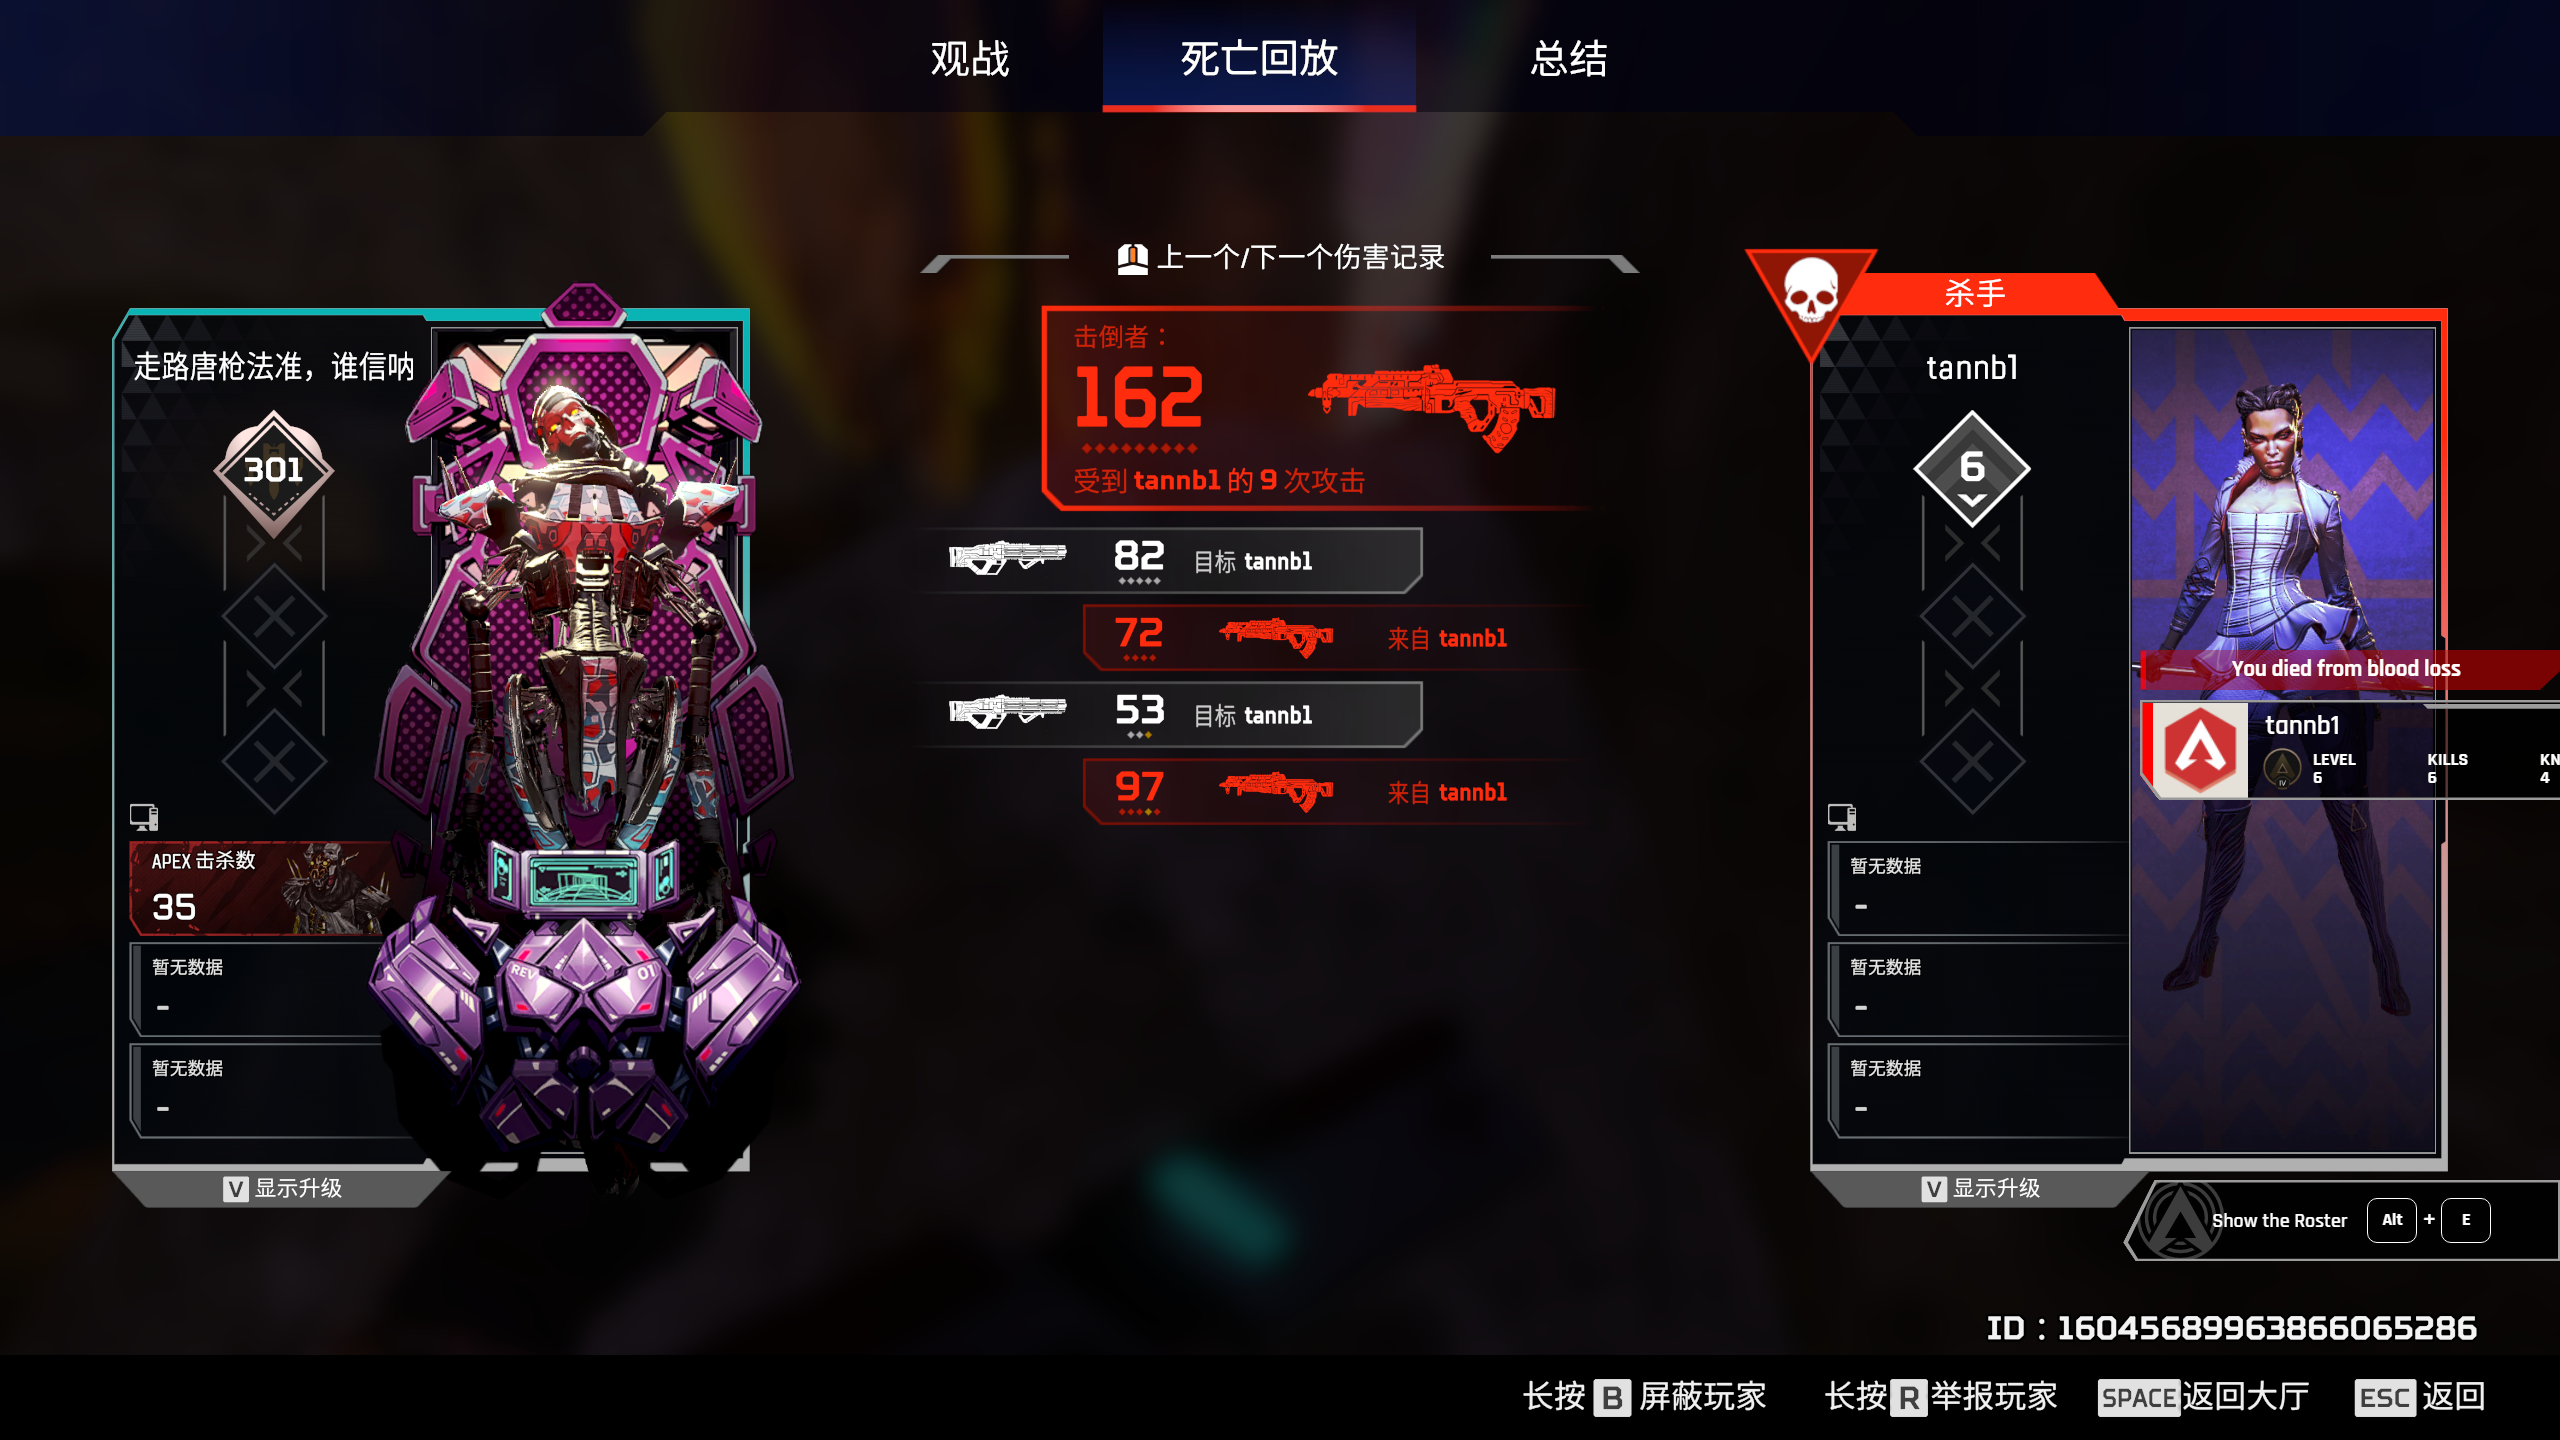 观战
死亡回放
总结
上一个/下一个伤害记录
击倒者：
162
受到 tannb1 的 9 次攻击
82 目标 tannb1
72 来自 tannb1
53 目标 tannb1
97 来自 tannb1
走路唐枪法准，谁信呐
301
APEX 击杀数
35
暂无数据
-
暂无数据
-
REV 01
V 显示升级
杀手
tannb1
6
暂无数据
-
暂无数据
-
暂无数据
-
V 显示升级
You died from blood loss
tannb1
IV
LEVEL KILLS KN
6 6 4
Show the Roster Alt + E
ID：16045689963866065286
长按 B 屏蔽玩家 长按 R 举报玩家 SPACE 返回大厅 ESC 返回